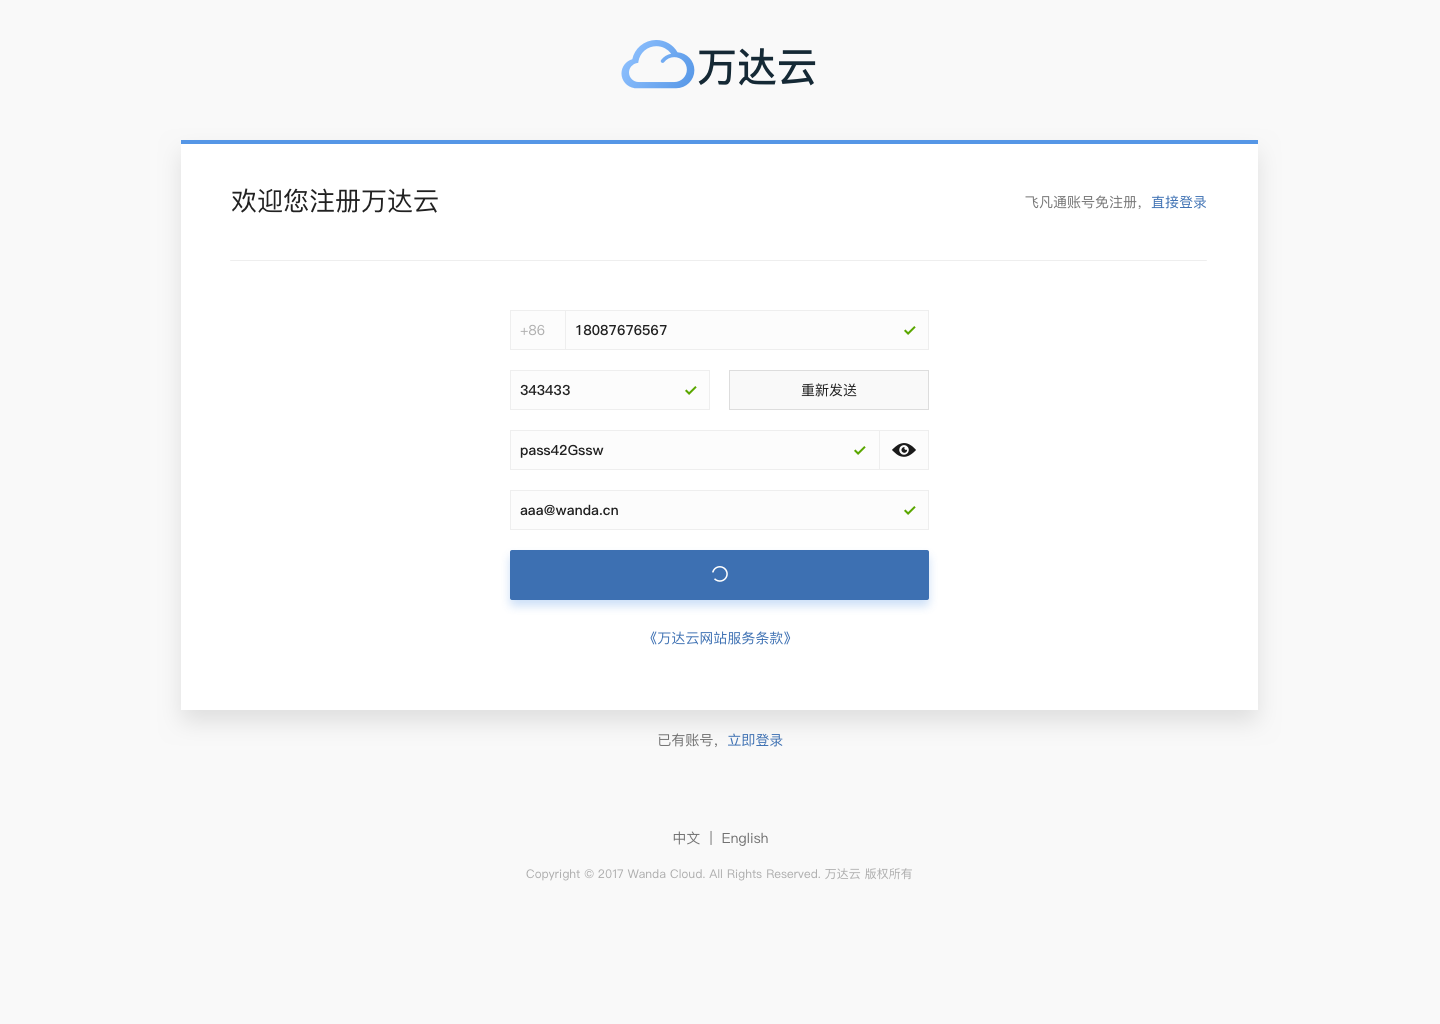 万达云
欢迎您注册万达云
飞凡通账号免注册，直接登录
+86 18087676567
343433 重新发送
pass42Gssw
aaa@wanda.cn
《万达云网站服务条款》
已有账号，立即登录
中文 | English
Copyright © 2017 Wanda Cloud. All Rights Reserved. 万达云 版权所有